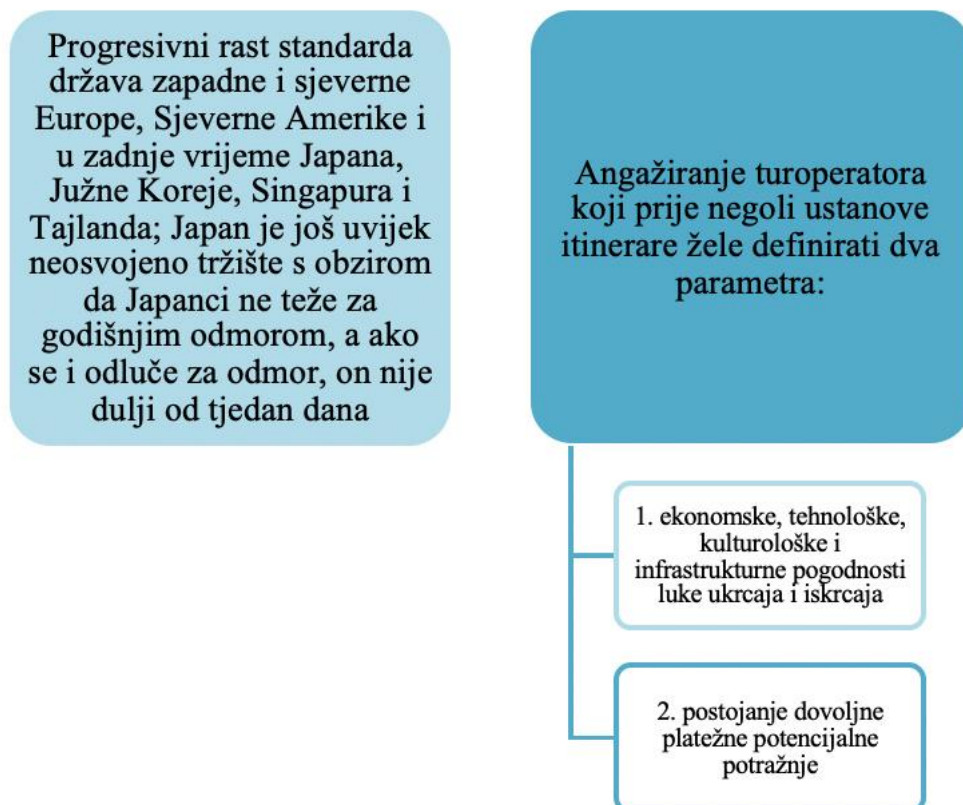 Progresivni rast standarda
država zapadne i sjeverne
Europe, Sjeverne Amerike i
u zadnje vrijeme Japana,
Južne Koreje, Singapura i
Tajlanda; Japan je još uvijek
neosvojeno tržište s obzirom
da Japanci ne teže za
godišnjim odmorom, a ako
se i odluče za odmor, on nije
dulji od tjedan dana
Angažiranje turoperatora
koji prije negoli ustanove
itinerare žele definirati dva
parametra:
1. ekonomske, tehnološke,
kulturološke i
infrastrukturne pogodnosti
luke ukrcaja i iskrcaja
2. postojanje dovoljne
platežne potencijalne
potražnje